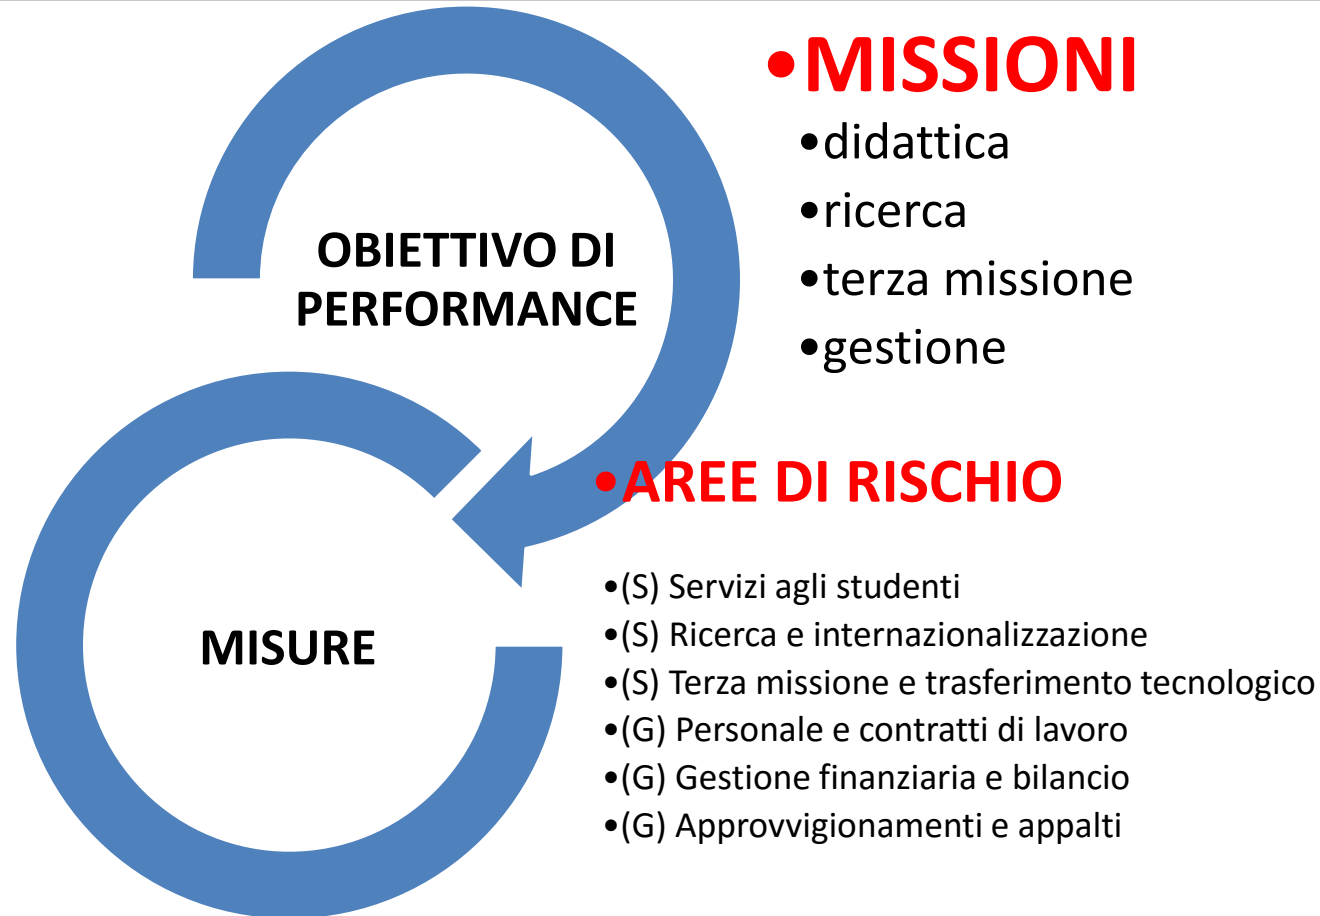 •MISSIONI
•didattica
•ricerca
•terza missione
•gestione
OBIETTIVO DI
PERFORMANCE
•AREE DI RISCHIO
•(S) Servizi agli studenti
•(S) Ricerca e internazionalizzazione
•(S) Terza missione e trasferimento tecnologico
•(G) Personale e contratti di lavoro
•(G) Gestione finanziaria e bilancio
•(G) Approvvigionamenti e appalti
MISURE